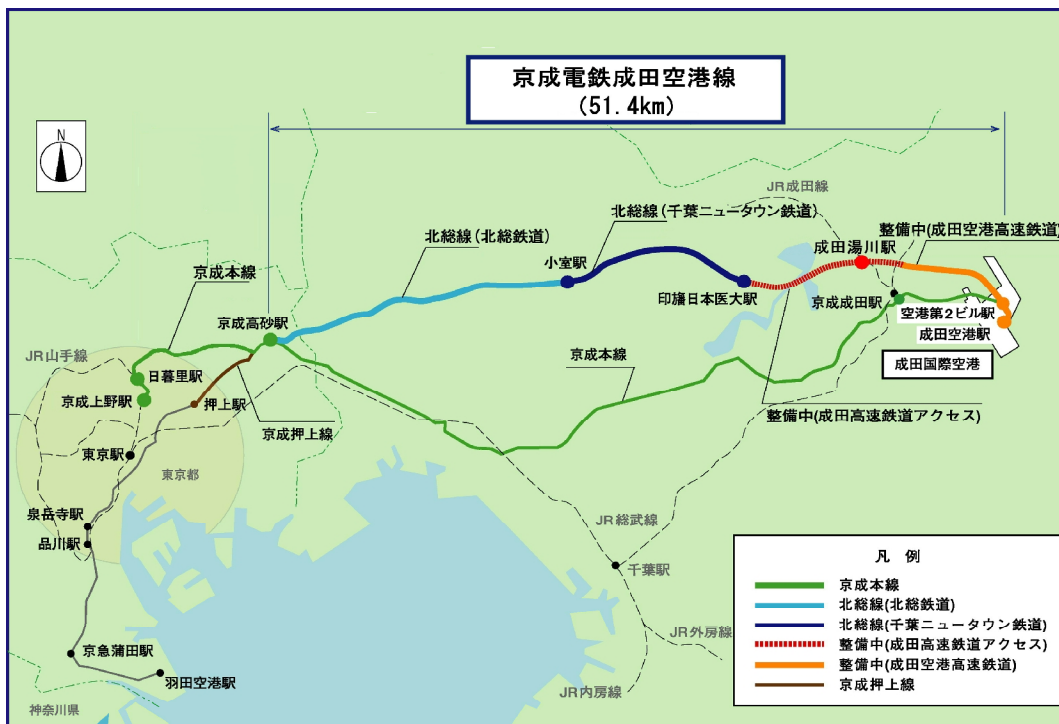 京成電鉄成田空港線
(51.4km)
N
JR成田線
北総線(千葉ニュータウン鉄道)
整備中(成田空港高速鉄道)
北総線(北総鉄道)
成田湯川駅
京成本線
小室駅
印旛日本医大駅
京成成田駅
空港第2ビル駅
成田空港駅
京成高砂駅
JR山手線
日暮里駅
京成本線
成田国際空港
京成上野駅
押上駅
整備中(成田高速鉄道アクセス)
京成押上線
東京駅
東京都
泉岳寺駅
JR総武線
品川駅
千葉駅
JR外房線
京急蒲田駅
羽田空港駅
JR内房線
神奈川県
凡 例
京成本線
北総線(北総鉄道)
北総線(千葉ニュータウン鉄道)
整備中(成田高速鉄道アクセス)
整備中(成田空港高速鉄道)
京成押上線